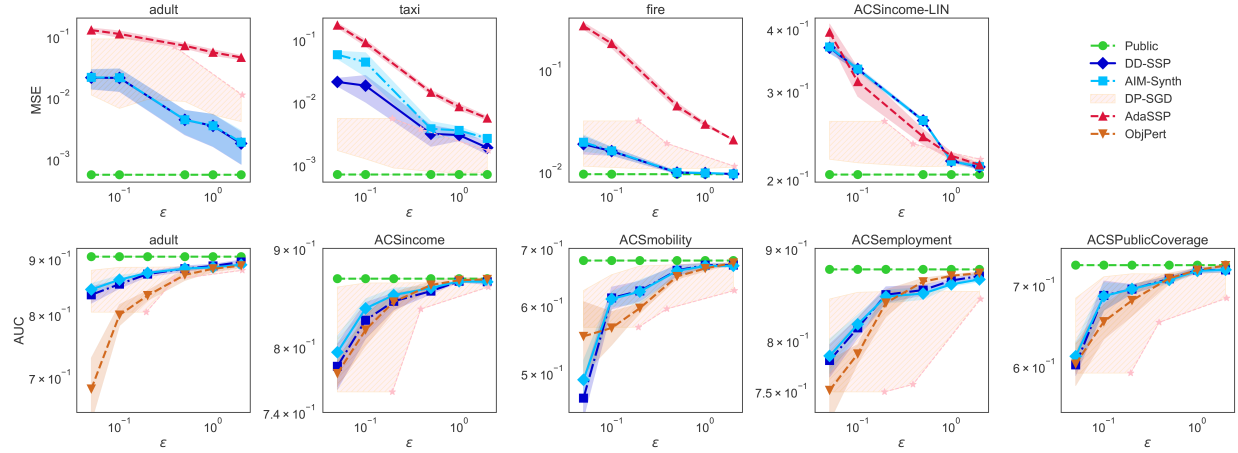 adult
taxi
fire
ACSincome-LIN
MSE
10⁻¹
10⁻²
10⁻³
10⁻¹
10⁻²
10⁻³
10⁻¹
10⁻²
4 × 10⁻¹
3 × 10⁻¹
2 × 10⁻¹
10⁻¹ 10⁰
10⁻¹ 10⁰
10⁻¹ 10⁰
10⁻¹ 10⁰
ε
ε
ε
ε
Public
DD-SSP
AIM-Synth
DP-SGD
AdaSSP
ObjPert
adult
ACSincome
ACSmobility
ACSemployment
ACSPublicCoverage
AUC
9 × 10⁻¹
8 × 10⁻¹
7 × 10⁻¹
9 × 10⁻¹
8 × 10⁻¹
7.4 × 10⁻¹
7 × 10⁻¹
6 × 10⁻¹
5 × 10⁻¹
9 × 10⁻¹
8 × 10⁻¹
7.5 × 10⁻¹
7 × 10⁻¹
6 × 10⁻¹
10⁻¹ 10⁰
10⁻¹ 10⁰
10⁻¹ 10⁰
10⁻¹ 10⁰
10⁻¹ 10⁰
ε
ε
ε
ε
ε